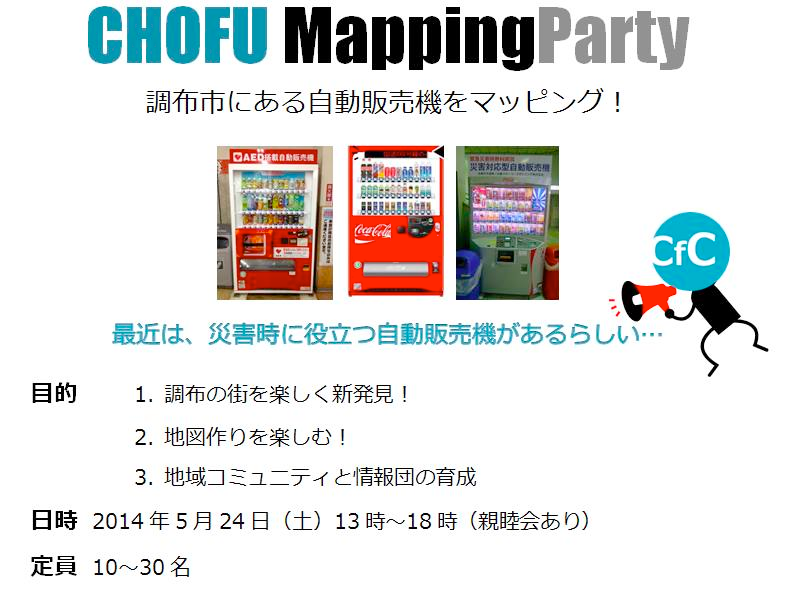 CHOFU MappingParty
調布市にある自動販売機をマッピング！
AED搭載自動販売機
災害対応型自動販売機
Coca-Cola
CfC
最近は、災害時に役立つ自動販売機があるらしい…
目的 1. 調布の街を楽しく新発見！
2. 地図作りを楽しむ！
3. 地域コミュニティと情報団の育成
日時 2014年5月24日（土）13時～18時（親睦会あり）
定員 10～30名